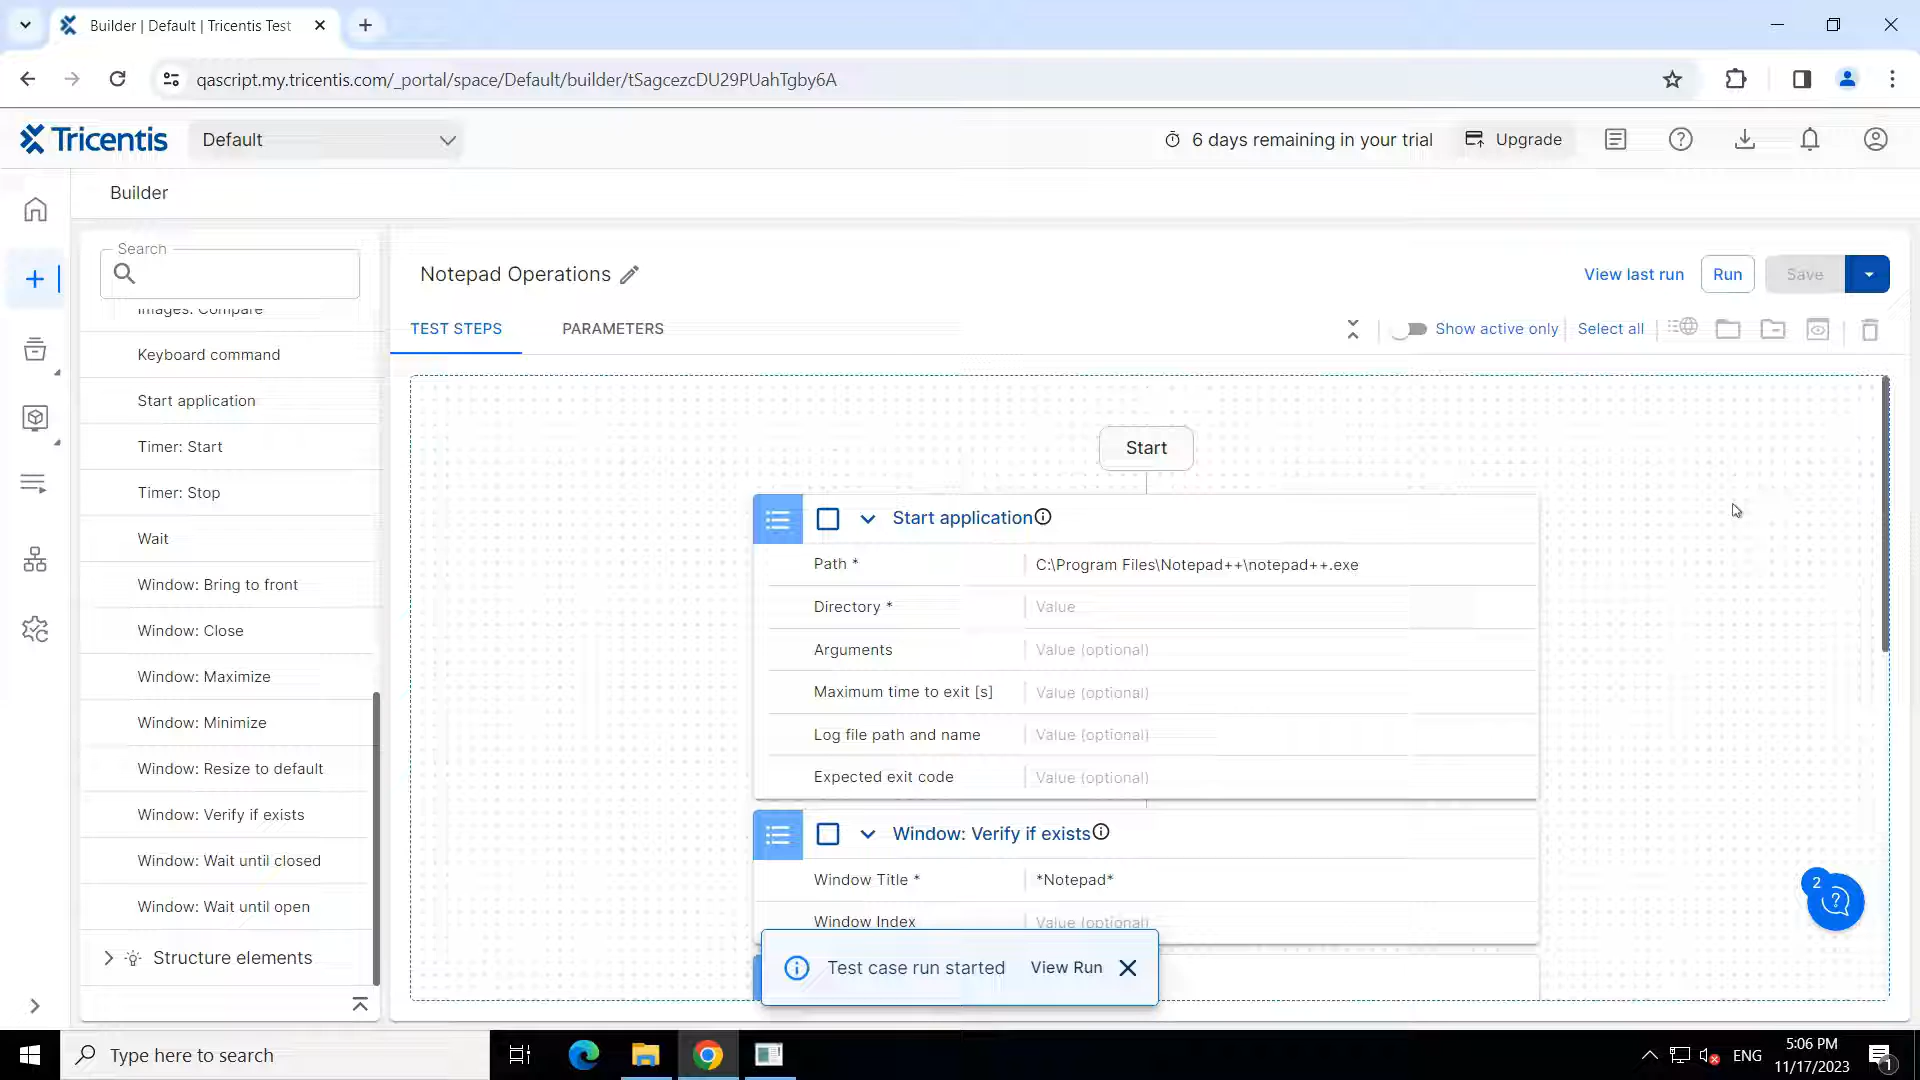 Builder | Default | Tricentis Test
qascript.my.tricentis.com/_portal/space/Default/builder/tSagcezcDU29PUahTgby6A
Tricentis
Default
6 days remaining in your trial
Upgrade
Builder
Search
Images: Compare
Keyboard command
Start application
Timer: Start
Timer: Stop
Wait
Window: Bring to front
Window: Close
Window: Maximize
Window: Minimize
Window: Resize to default
Window: Verify if exists
Window: Wait until closed
Window: Wait until open
Structure elements
Notepad Operations
View last run
Run
Save
TEST STEPS
PARAMETERS
Show active only
Select all
Start
Start application
Path *
C:\Program Files\Notepad++\notepad++.exe
Directory *
Value
Arguments
Value (optional)
Maximum time to exit [s]
Value (optional)
Log file path and name
Value (optional)
Expected exit code
Value (optional)
Window: Verify if exists
Window Title *
*Notepad*
Window Index
Value (optional)
Test case run started
View Run
2
Type here to search
ENG
5:06 PM
11/17/2023
1